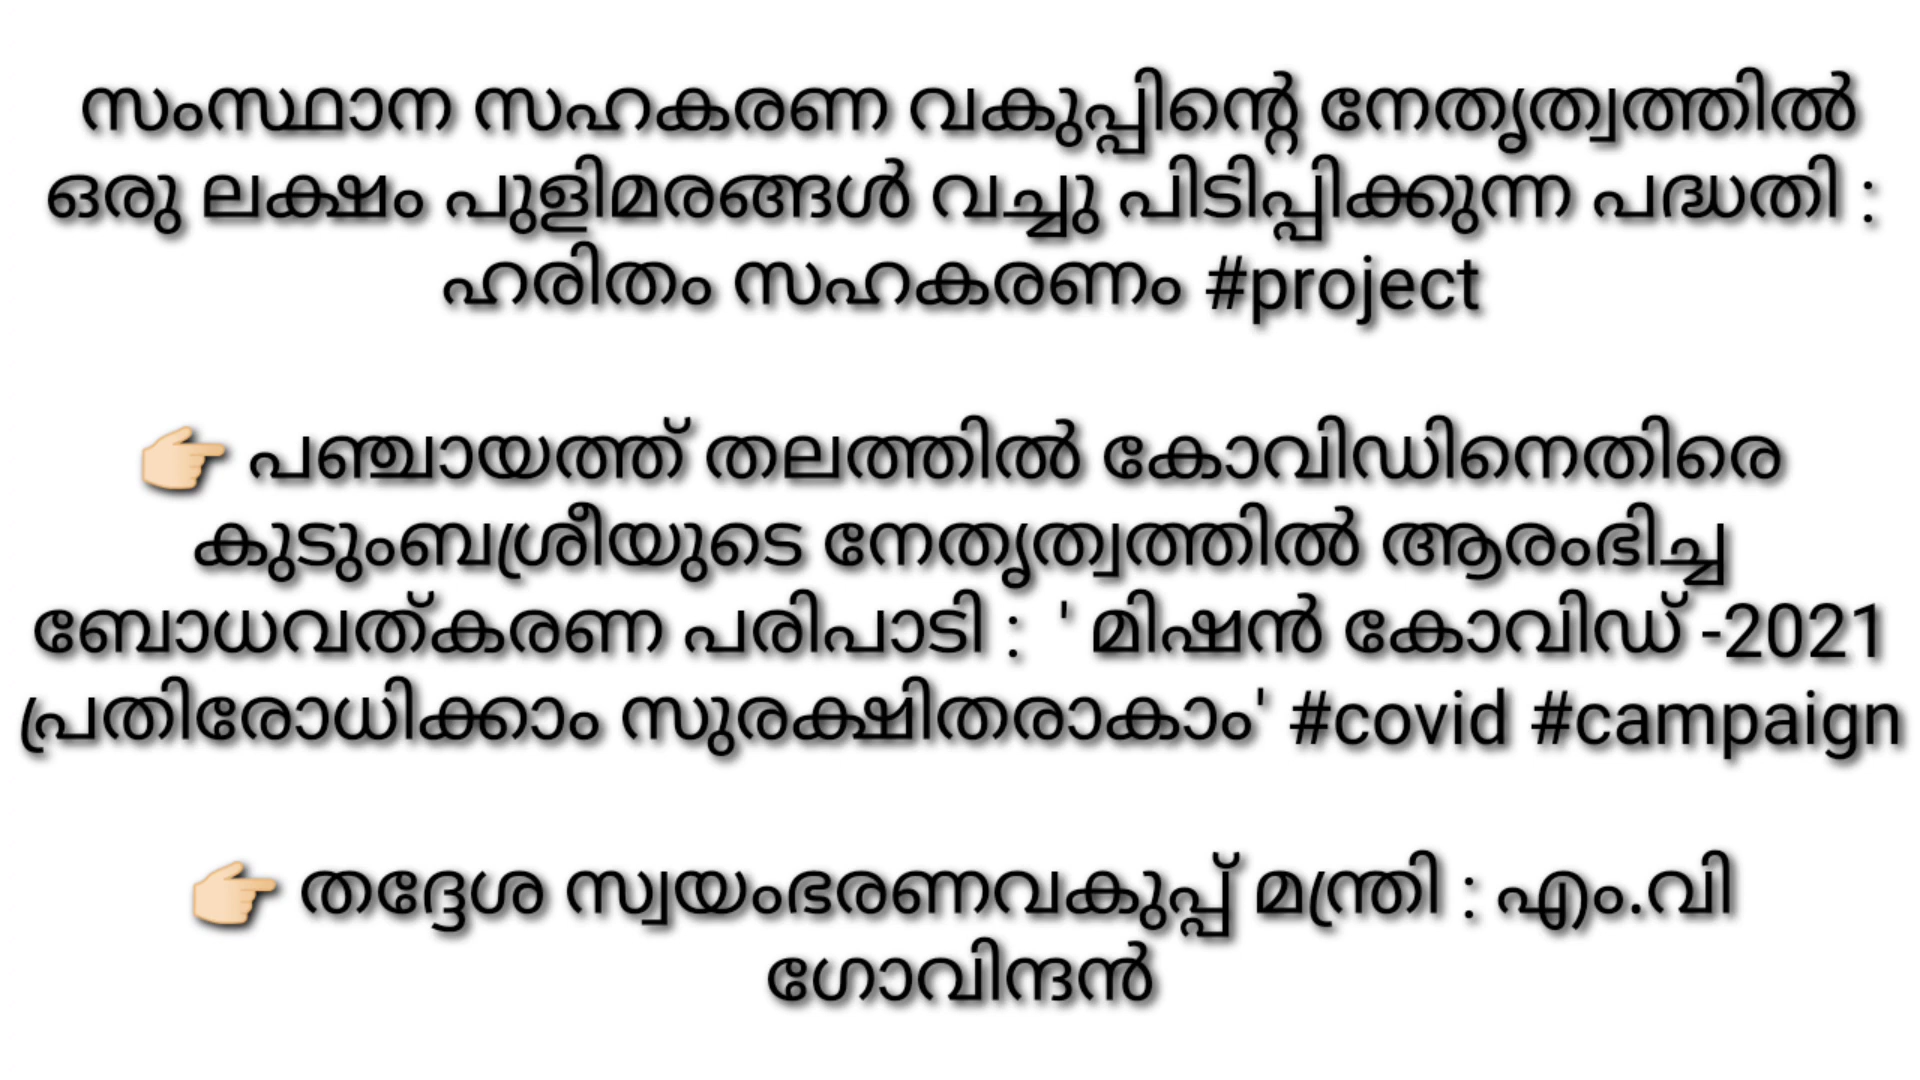 സംസ്ഥാന സഹകരണ വകുപ്പിന്റെ നേതൃത്വത്തിൽ
ഒരു ലക്ഷം പുളിമരങ്ങൾ വച്ചു പിടിപ്പിക്കുന്ന പദ്ധതി :
ഹരിതം സഹകരണം #project
👉🏻 പഞ്ചായത്ത് തലത്തിൽ കോവിഡിനെതിരെ
കുടുംബശ്രീയുടെ നേതൃത്വത്തിൽ ആരംഭിച്ച
ബോധവത്കരണ പരിപാടി : ' മിഷൻ കോവിഡ് -2021
പ്രതിരോധിക്കാം സുരക്ഷിതരാകാം' #covid #campaign
👉🏻 തദ്ദേശ സ്വയംഭരണവകുപ്പ് മന്ത്രി : എം.വി
ഗോവിന്ദൻ